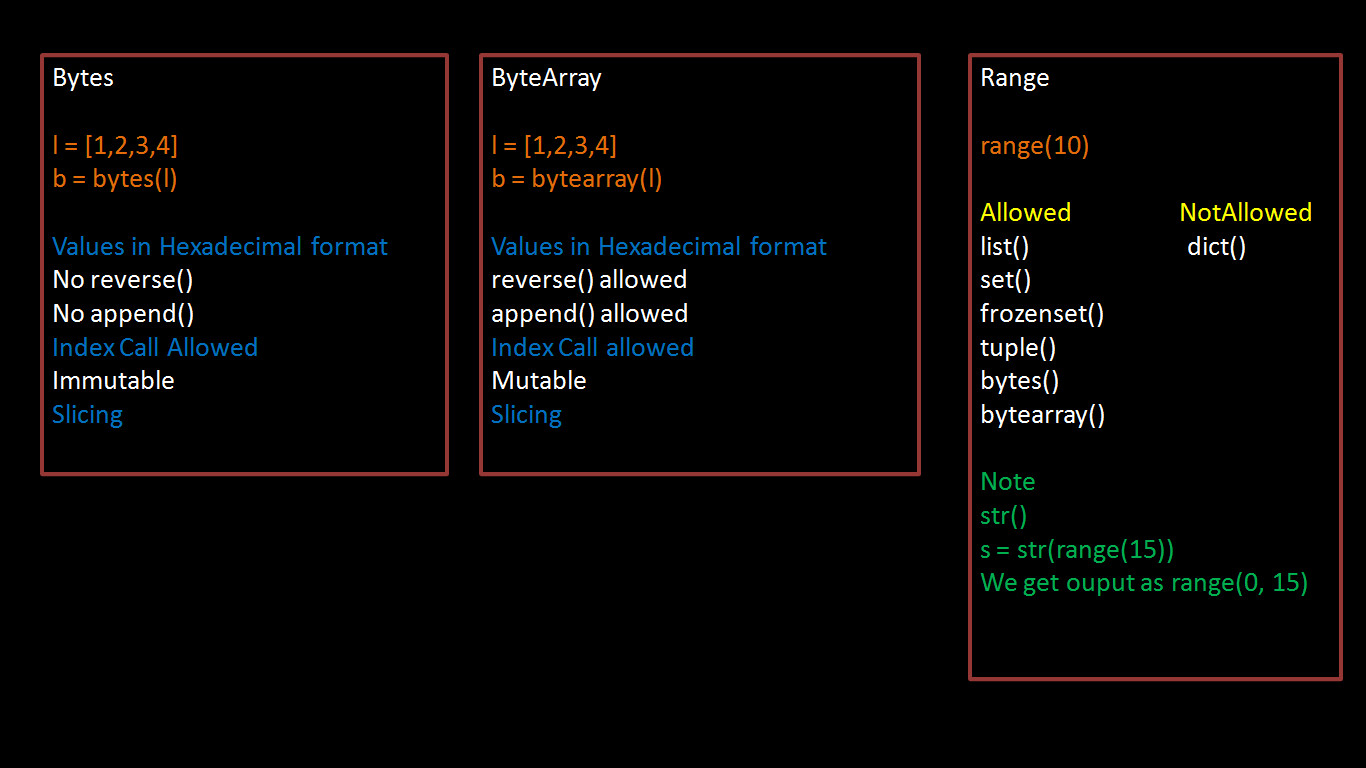 Bytes
l = [1,2,3,4]
b = bytes(l)
Values in Hexadecimal format
No reverse()
No append()
Index Call Allowed
Immutable
Slicing
ByteArray
l = [1,2,3,4]
b = bytearray(l)
Values in Hexadecimal format
reverse() allowed
append() allowed
Index Call allowed
Mutable
Slicing
Range
range(10)
Allowed NotAllowed
list() dict()
set()
frozenset()
tuple()
bytes()
bytearray()
Note
str()
s = str(range(15))
We get ouput as range(0, 15)